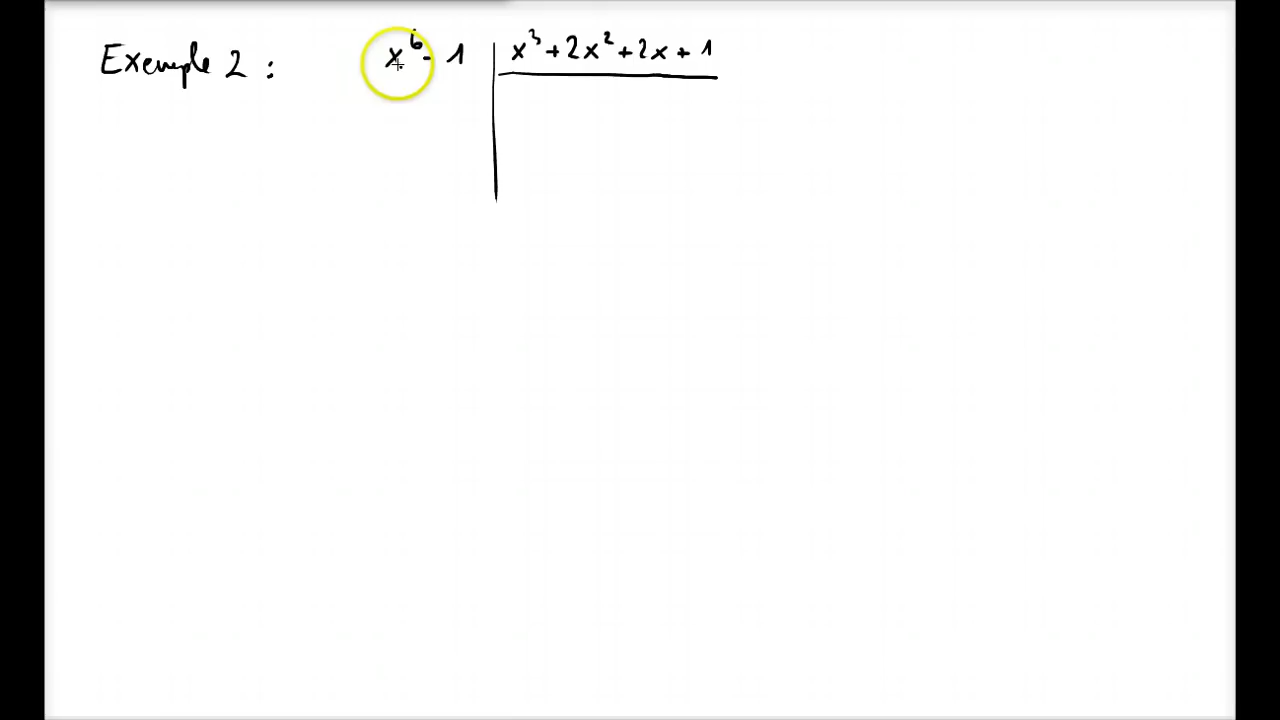 Exemple 2 : x⁶ - 1 | x³ + 2x² + 2x + 1